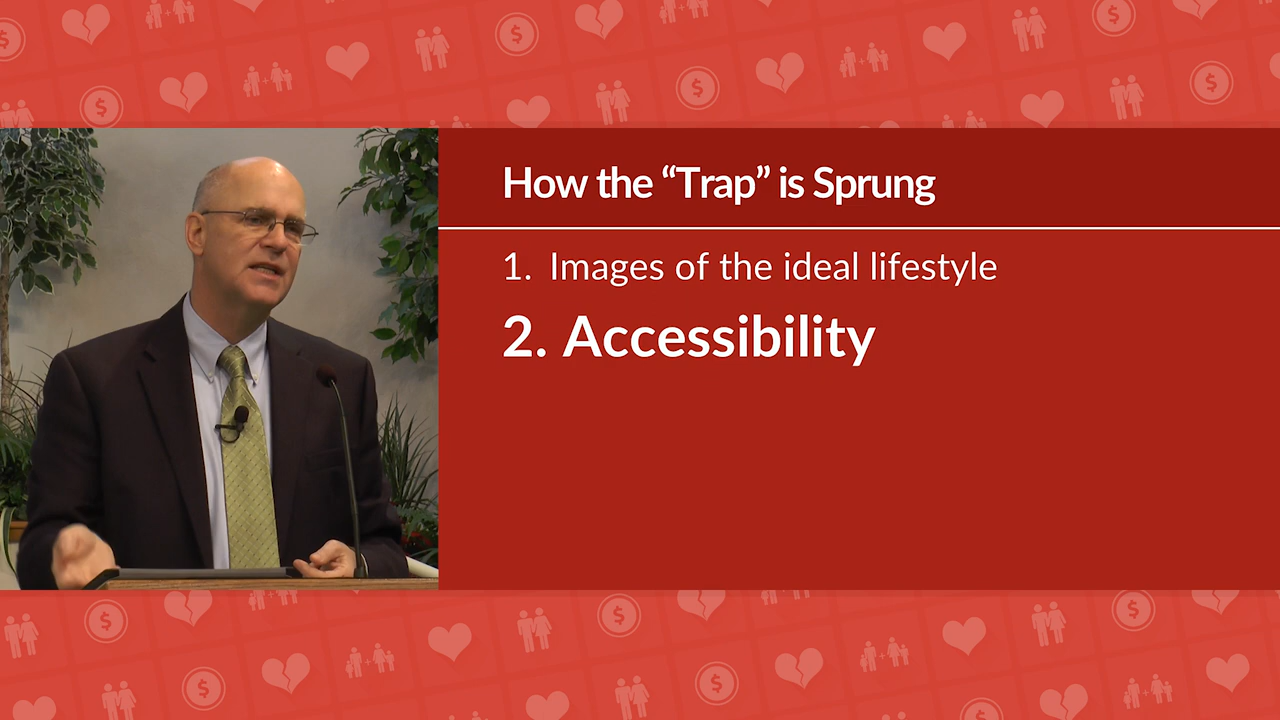 How the “Trap” is Sprung
1. Images of the ideal lifestyle
2. Accessibility